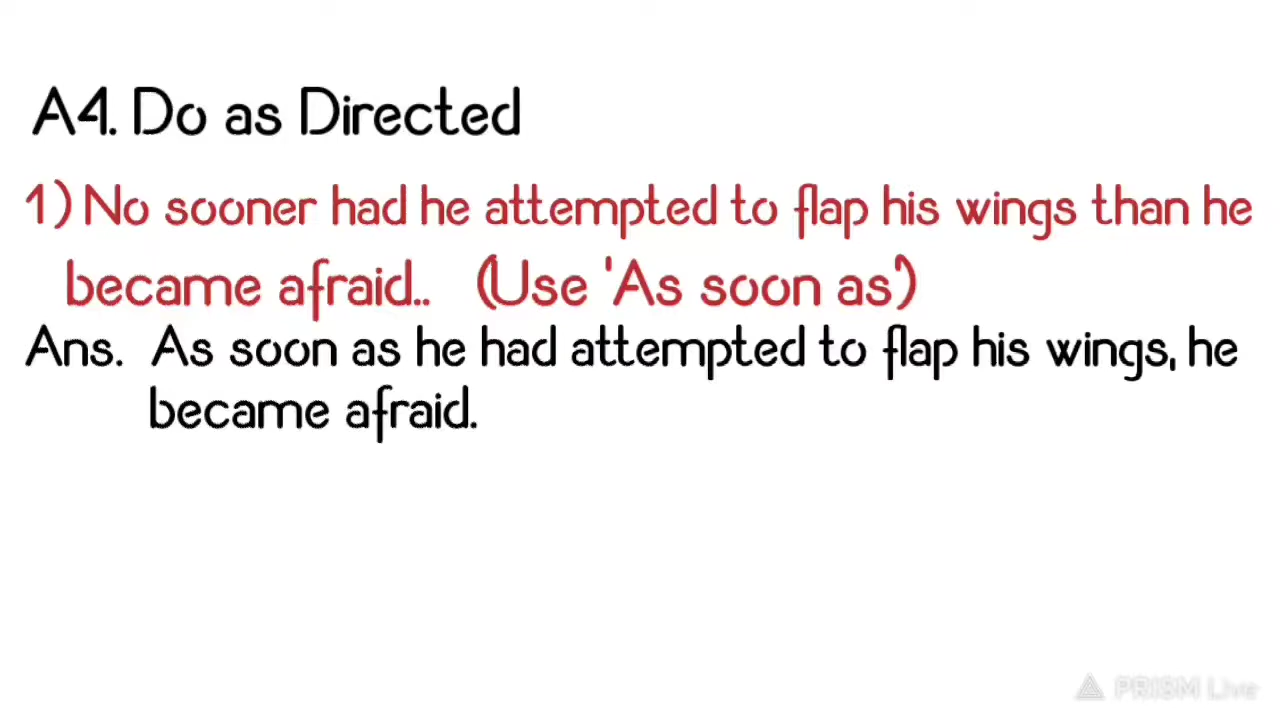 A4. Do as Directed
1) No sooner had he attempted to flap his wings than he
became afraid.. (Use 'As soon as')
Ans. As soon as he had attempted to flap his wings, he
became afraid.
PRISM Live